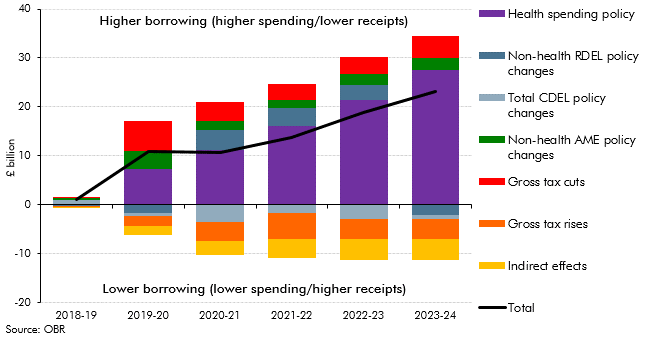 Higher borrowing (higher spending/lower receipts)
40
30
20
10
0
-10
-20
£ billion
Lower borrowing (lower spending/higher receipts)
2018-19 2019-20 2020-21 2021-22 2022-23 2023-24
Source: OBR
Health spending policy
Non-health RDEL policy
changes
Total CDEL policy
changes
Non-health AME policy
changes
Gross tax cuts
Gross tax rises
Indirect effects
Total